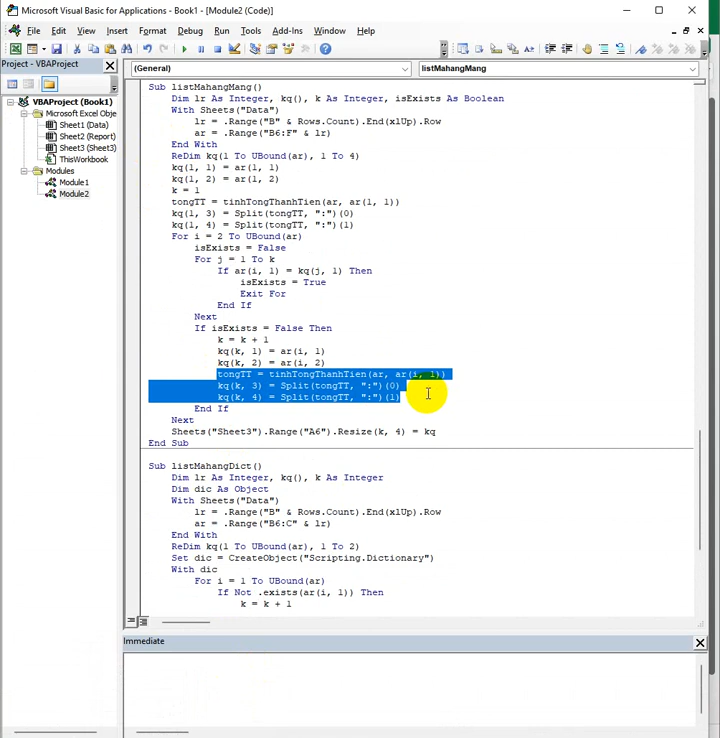 Microsoft Visual Basic for Applications - Book1 - [Module2 (Code)]
File Edit View Insert Format Debug Run Tools Add-Ins Window Help
Project - VBAProject
VBAProject (Book1)
Microsoft Excel Obje
Sheet1 (Data)
Sheet2 (Report)
Sheet3 (Sheet3)
ThisWorkbook
Modules
Module1
Module2
(General)
listMahangMang
Sub listMahangMang()
Dim lr As Integer, kq(), k As Integer, isExists As Boolean
With Sheets("Data")
lr = .Range("B" & Rows.Count).End(xlUp).Row
ar = .Range("B6:F" & lr)
End With
ReDim kq(1 To UBound(ar), 1 To 4)
kq(1, 1) = ar(1, 1)
kq(1, 2) = ar(1, 2)
k = 1
tongTT = tinhTongThanhTien(ar, ar(1, 1))
kq(1, 3) = Split(tongTT, ":")(0)
kq(1, 4) = Split(tongTT, ":")(1)
For i = 2 To UBound(ar)
isExists = False
For j = 1 To k
If ar(i, 1) = kq(j, 1) Then
isExists = True
Exit For
End If
Next
If isExists = False Then
k = k + 1
kq(k, 1) = ar(i, 1)
kq(k, 2) = ar(i, 2)
tongTT = tinhTongThanhTien(ar, ar(i, 1))
kq(k, 3) = Split(tongTT, ":")(0)
kq(k, 4) = Split(tongTT, ":")(1)
End If
Next
Sheets("Sheet3").Range("A6").Resize(k, 4) = kq
End Sub
Sub listMahangDict()
Dim lr As Integer, kq(), k As Integer
Dim dic As Object
With Sheets("Data")
lr = .Range("B" & Rows.Count).End(xlUp).Row
ar = .Range("B6:C" & lr)
End With
ReDim kq(1 To UBound(ar), 1 To 2)
Set dic = CreateObject("Scripting.Dictionary")
With dic
For i = 1 To UBound(ar)
If Not .exists(ar(i, 1)) Then
k = k + 1
Immediate